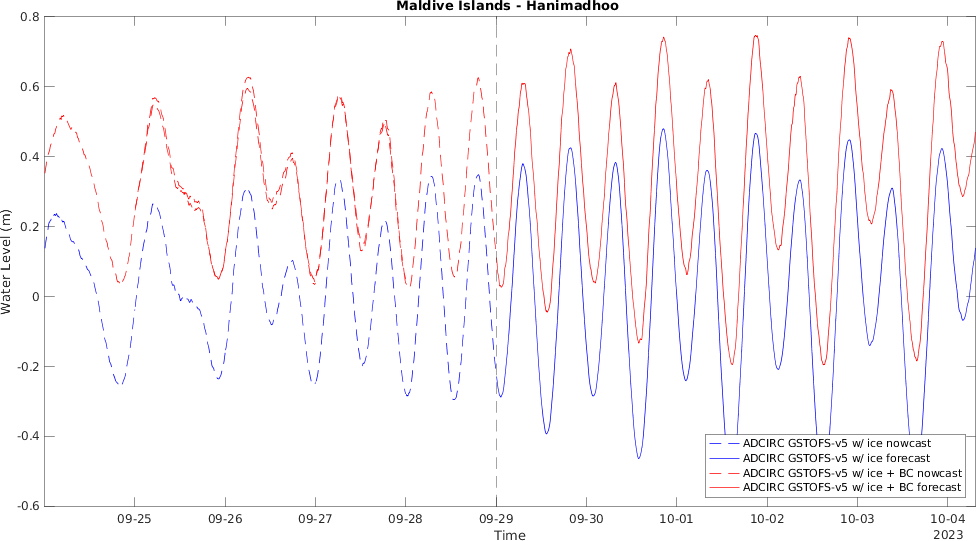 Maldive Islands - Hanimadhoo
0.8
0.6
0.4
0.2
0
-0.2
-0.4
-0.6
Water Level (m)
ADCIRC GSTOFS-v5 w/ ice nowcast
ADCIRC GSTOFS-v5 w/ ice forecast
ADCIRC GSTOFS-v5 w/ ice + BC nowcast
ADCIRC GSTOFS-v5 w/ ice + BC forecast
09-25 09-26 09-27 09-28 09-29 09-30 10-01 10-02 10-03 10-04
2023
Time